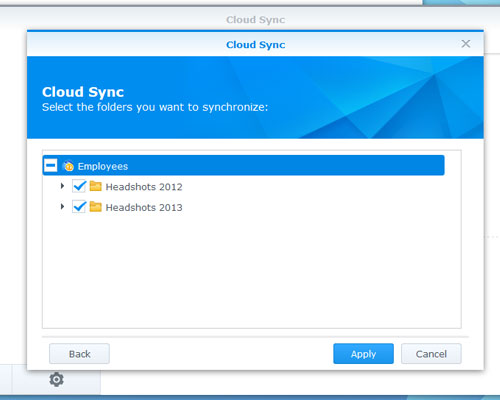 Cloud Sync
Cloud Sync
Cloud Sync
Select the folders you want to synchronize:
Employees
Headshots 2012
Headshots 2013
Back
Apply
Cancel